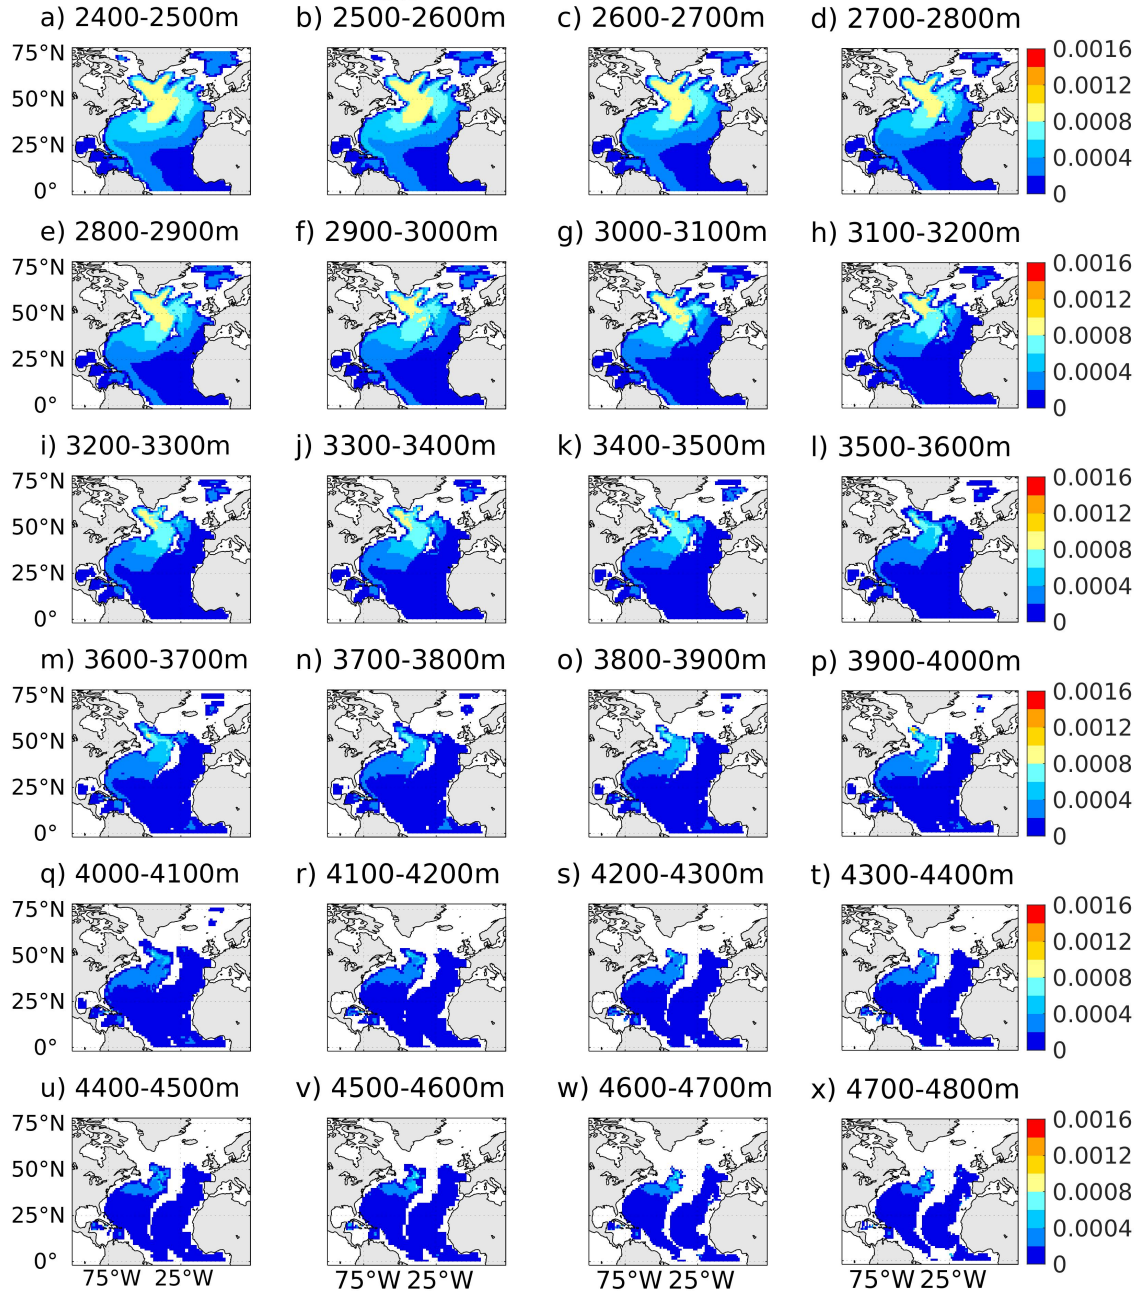 a) 2400-2500m b) 2500-2600m c) 2600-2700m d) 2700-2800m
75°N 0.0016
0.0012
50°N 0.0008
25°N 0.0004
0° 0
e) 2800-2900m f) 2900-3000m g) 3000-3100m h) 3100-3200m
75°N 0.0016
0.0012
50°N 0.0008
25°N 0.0004
0° 0
i) 3200-3300m j) 3300-3400m k) 3400-3500m l) 3500-3600m
75°N 0.0016
0.0012
50°N 0.0008
25°N 0.0004
0° 0
m) 3600-3700m n) 3700-3800m o) 3800-3900m p) 3900-4000m
75°N 0.0016
0.0012
50°N 0.0008
25°N 0.0004
0° 0
q) 4000-4100m r) 4100-4200m s) 4200-4300m t) 4300-4400m
75°N 0.0016
0.0012
50°N 0.0008
25°N 0.0004
0° 0
u) 4400-4500m v) 4500-4600m w) 4600-4700m x) 4700-4800m
75°N 0.0016
0.0012
50°N 0.0008
25°N 0.0004
0° 0
75°W 25°W 75°W 25°W 75°W 25°W 75°W 25°W